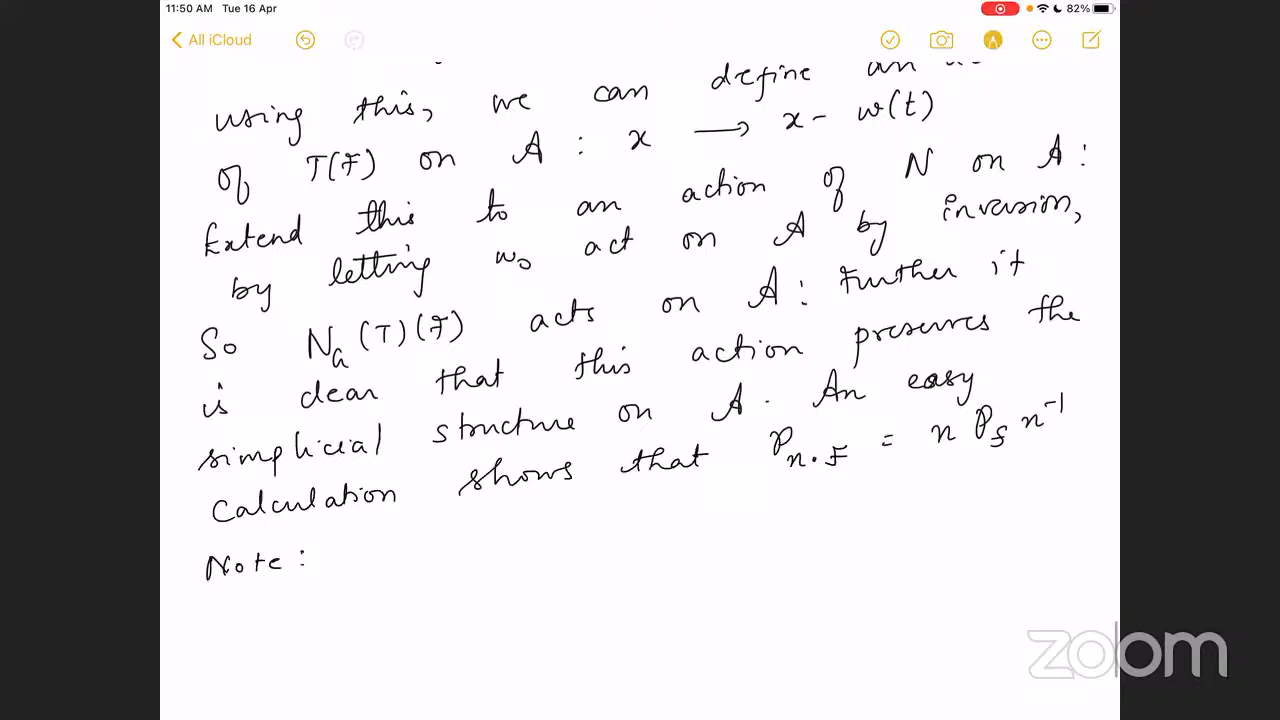 11:50 AM Tue 16 Apr
82%
All iCloud
using this, we can define an
of T(F) on A : x → x - w(t)
Extend this to an action of N on A :
by letting w₀ act on A by inversion,
So N_G(T)(F) acts on A : Further it
is clear that this action preserves the
simplicial structure on A. An easy
calculation shows that P_{n.F} = n P_F n⁻¹
Note :
zoom